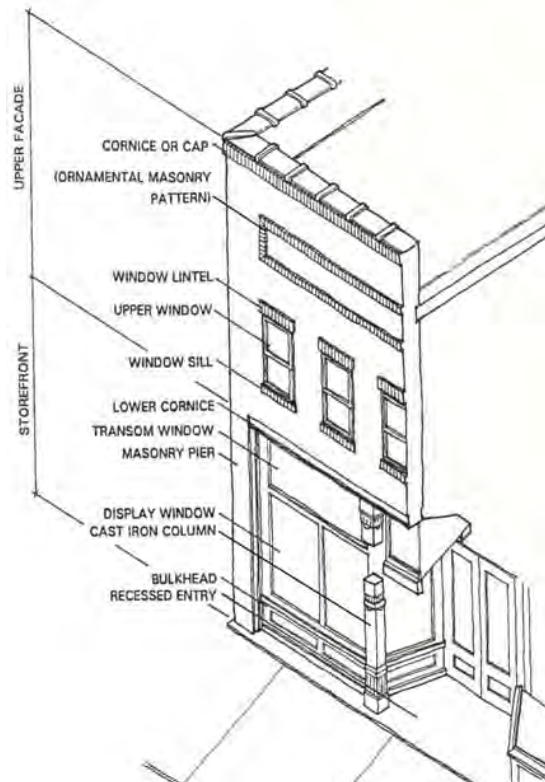 UPPER FACADE
STOREFRONT
CORNICE OR CAP
(ORNAMENTAL MASONRY
PATTERN)
WINDOW LINTEL
UPPER WINDOW
WINDOW SILL
LOWER CORNICE
TRANSOM WINDOW
MASONRY PIER
DISPLAY WINDOW
CAST IRON COLUMN
BULKHEAD
RECESSED ENTRY